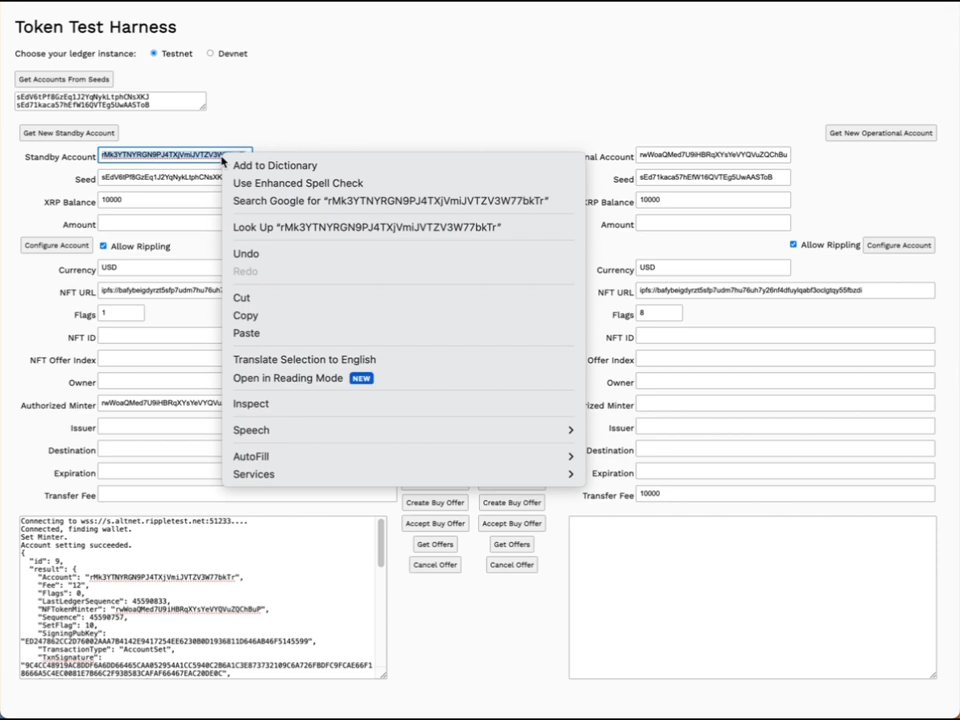 Token Test Harness
Choose your ledger instance: Testnet Devnet
Get Accounts From Seeds
sEdV6tPf8GzEq1J2YqNykLtphCNsXKJ
sEd71kaca57hEfW16QVTEg5UwAASToB
Get New Standby Account
Get New Operational Account
Standby Account rMk3YTNYRGN9PJ4TXjVmiJVTZV3W
Seed sEdV6tPf8GzEq1J2YqNykLtphCNsXK
XRP Balance 10000
Amount
Configure Account Allow Rippling
Currency USD
NFT URL ipfs://bafybeigdyrzt5sfp7udm7hu76uh7
Flags 1
NFT ID
NFT Offer Index
Owner
Authorized Minter rwWoaQMed7U9iHBRqXYsYeVYQVu
Issuer
Destination
Expiration
Transfer Fee
Add to Dictionary
Use Enhanced Spell Check
Search Google for “rMk3YTNYRGN9PJ4TXjVmiJVTZV3W77bkTr”
Look Up “rMk3YTNYRGN9PJ4TXjVmiJVTZV3W77bkTr”
Undo
Redo
Cut
Copy
Paste
Translate Selection to English
Open in Reading Mode NEW
Inspect
Speech
AutoFill
Services
nal Account rwWoaQMed7U9iHBRqXYsYeVYQVuZQChBu
Seed sEd71kaca57hEfW16QVTEg5UwAASToB
XRP Balance 10000
Amount
Allow Rippling Configure Account
Currency USD
NFT URL ipfs://bafybeigdyrzt5sfp7udm7hu76uh7y26nf4dfuylqabf3oclgtqy55fbzdi
Flags 8
NFT ID
Offer Index
Owner
ized Minter
Issuer
Destination
Expiration
Transfer Fee 10000
Create Buy Offer Create Buy Offer
Accept Buy Offer Accept Buy Offer
Get Offers Get Offers
Cancel Offer Cancel Offer
Connecting to wss://s.altnet.rippletest.net:51233....
Connected, finding wallet.
Set Minter.
Account setting succeeded.
{
"id": 9,
"result": {
"Account": "rMk3YTNYRGN9PJ4TXjVmiJVTZV3W77bkTr",
"Fee": "12",
"Flags": 0,
"LastLedgerSequence": 45590833,
"NFTokenMinter": "rwWoaQMed7U9iHBRqXYsYeVYQVuZQChBuP",
"Sequence": 45590757,
"SetFlag": 10,
"SigningPubKey":
"ED247862CC2D76002AAA7B4142E9417254EE6230B0D1936811D646AB46F5145599",
"TransactionType": "AccountSet",
"TxnSignature":
"9C4CC48919AC8DDF6A6DD66465CAA052954A1CC5940C2B6A1C3E873732109C6A726FBDFC9FCAE66F1
8666A5C4EC0081E7B66C2F93B583CAFAF66467EAC20DE0C",